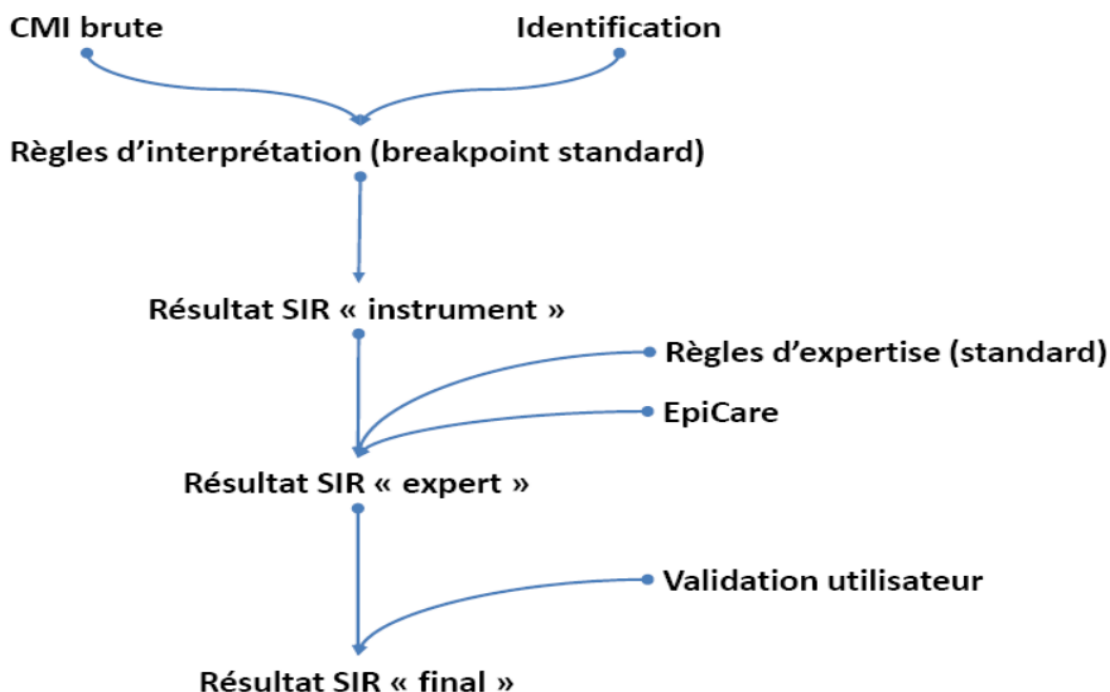 CMI brute
Identification
Règles d’interprétation (breakpoint standard)
Résultat SIR « instrument »
Règles d’expertise (standard)
EpiCare
Résultat SIR « expert »
Validation utilisateur
Résultat SIR « final »